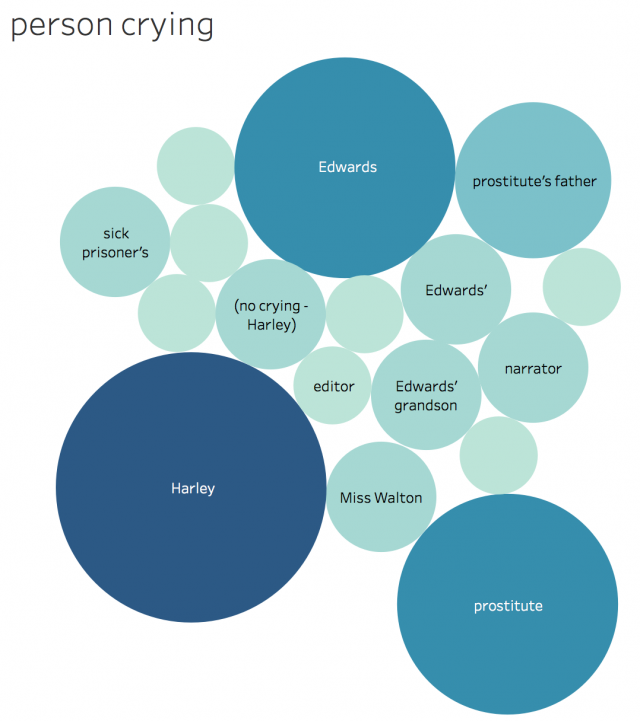 person crying
Edwards
prostitute's father
sick
prisoner's
Edwards'
(no crying -
Harley)
narrator
editor
Edwards'
grandson
Harley
Miss Walton
prostitute